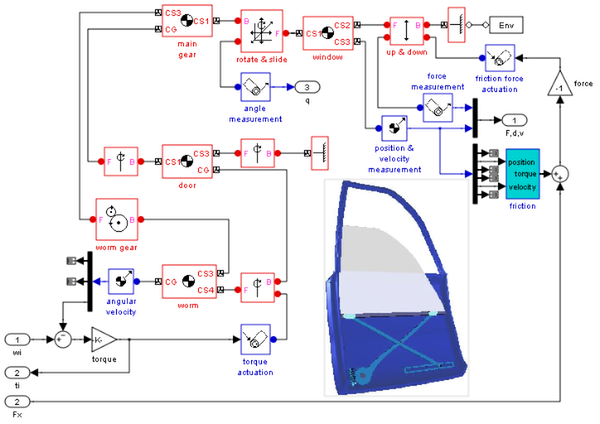 CS3
CS1
CG
main
gear
B
F
rotate & slide
CS1
CS2
CS3
window
B
F
up & down
Env
friction force
actuation
-1
force
angle
measurement
3
q
force
measurement
1
F,d,v
position &
velocity
measurement
position
torque
velocity
friction
F
B
CS1
CS3
CG
door
F
B
F
B
worm gear
CG
CS3
CS4
worm
F
B
angular
velocity
1
wi
K-
torque
torque
actuation
2
ti
2
Fx